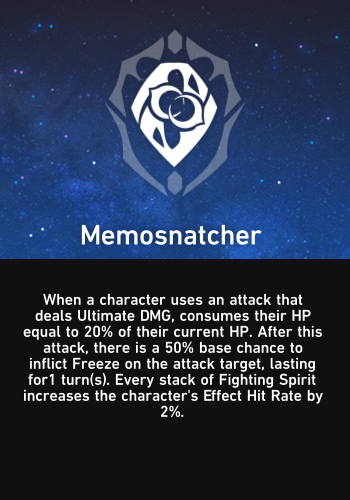 Memosnatcher
When a character uses an attack that
deals Ultimate DMG, consumes their HP
equal to 20% of their current HP. After this
attack, there is a 50% base chance to
inflict Freeze on the attack target, lasting
for1 turn(s). Every stack of Fighting Spirit
increases the character's Effect Hit Rate by
2%.